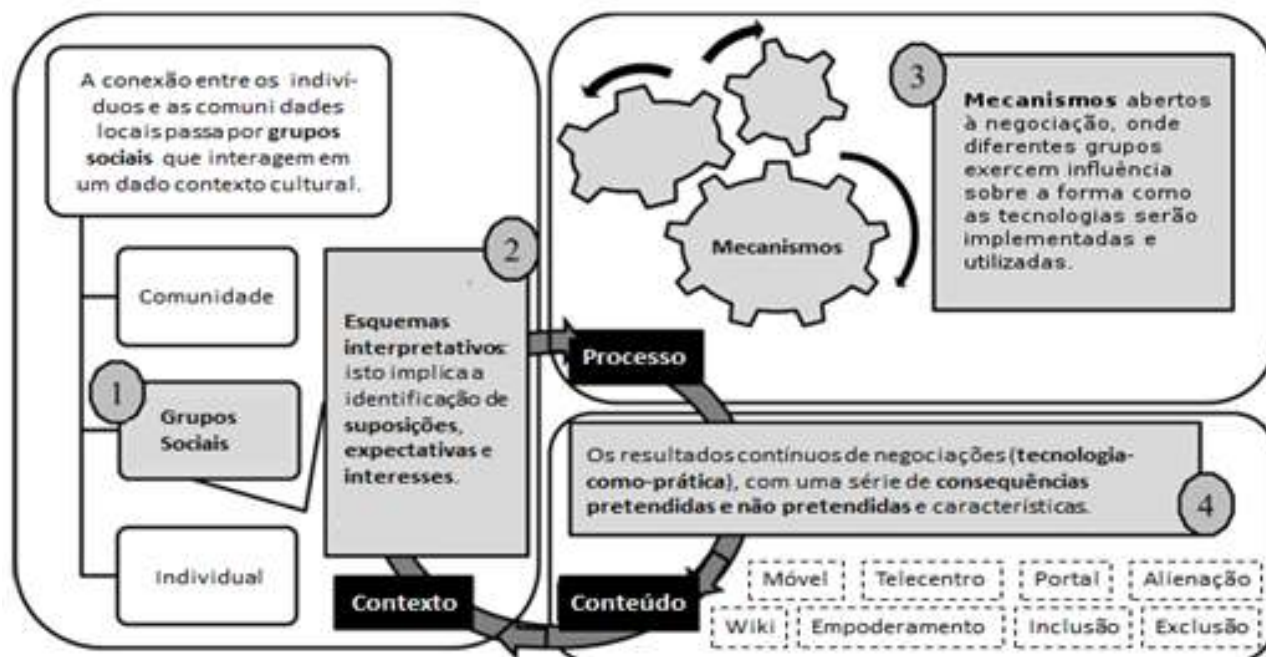 A conexão entre os indiví-
duos e as comuni dades
locais passa por grupos
sociais que interagem em
um dado contexto cultural.
Comunidade
1
Grupos
Sociais
Individual
2
Esquemas
interpretativos:
isto implica a
identificação de
suposições,
expectativas e
interesses.
Contexto
Mecanismos
3
Mecanismos abertos
à negociação, onde
diferentes grupos
exercem influência
sobre a forma como
as tecnologias serão
implementadas e
utilizadas.
Processo
Os resultados contínuos de negociações (tecnologia-
como-prática), com uma série de consequências
pretendidas e não pretendidas e características.
4
Conteúdo
Móvel Telecentro Portal Alienação
Wiki Empoderamento Inclusão Exclusão